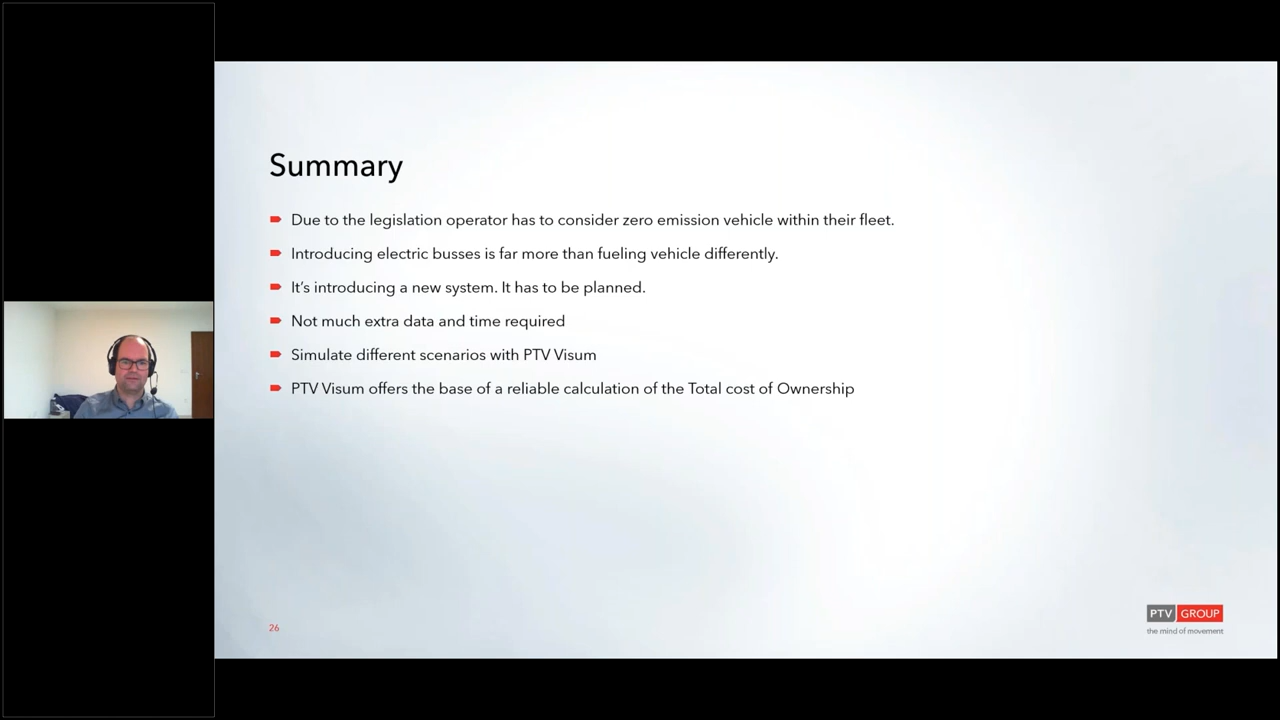 Summary
Due to the legislation operator has to consider zero emission vehicle within their fleet.
Introducing electric busses is far more than fueling vehicle differently.
It's introducing a new system. It has to be planned.
Not much extra data and time required
Simulate different scenarios with PTV Visum
PTV Visum offers the base of a reliable calculation of the Total cost of Ownership
26
PTV GROUP
the mind of movement